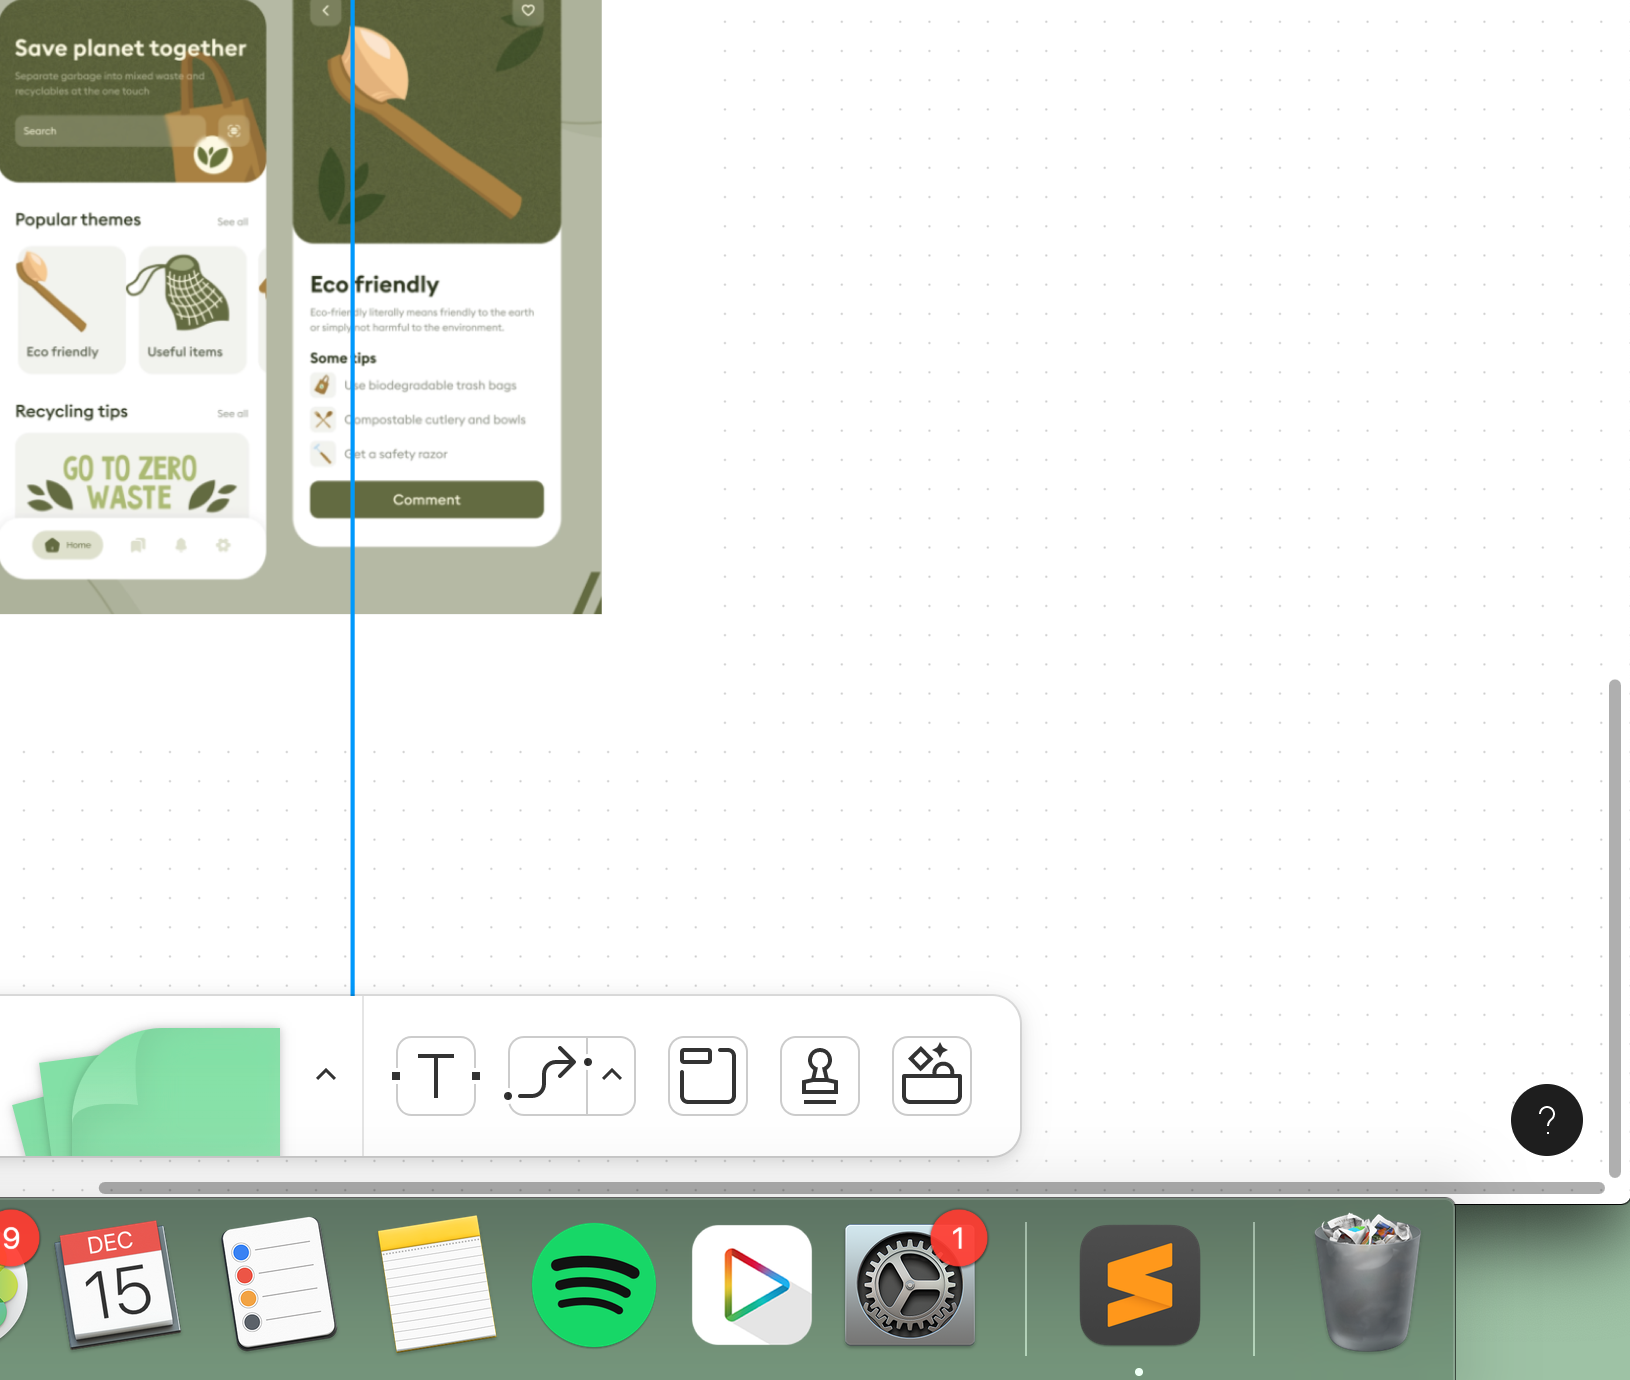 Save planet together
Separate garbage into mixed waste and
recyclables at the one touch
Search
Popular themes
See all
Eco friendly
Useful items
Recycling tips
See all
GO TO ZERO
WASTE
Home
Eco friendly
Eco-friendly literally means friendly to the earth
or simply not harmful to the environment.
Some tips
Use biodegradable trash bags
Compostable cutlery and bowls
Get a safety razor
Comment
T
?
9
DEC
15
1